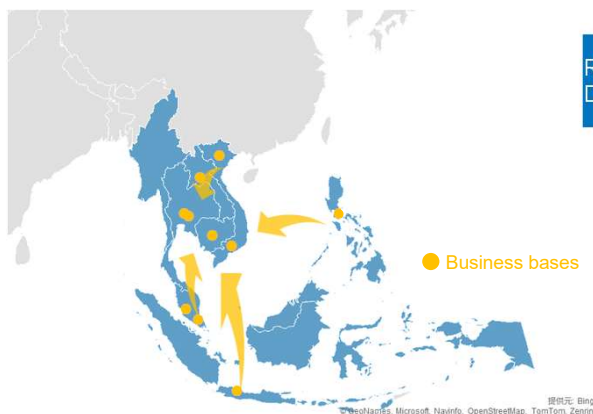 Business bases
提供元: Bing
© GeoNames, Microsoft, Navinfo, OpenStreetMap, TomTom, Zenrin